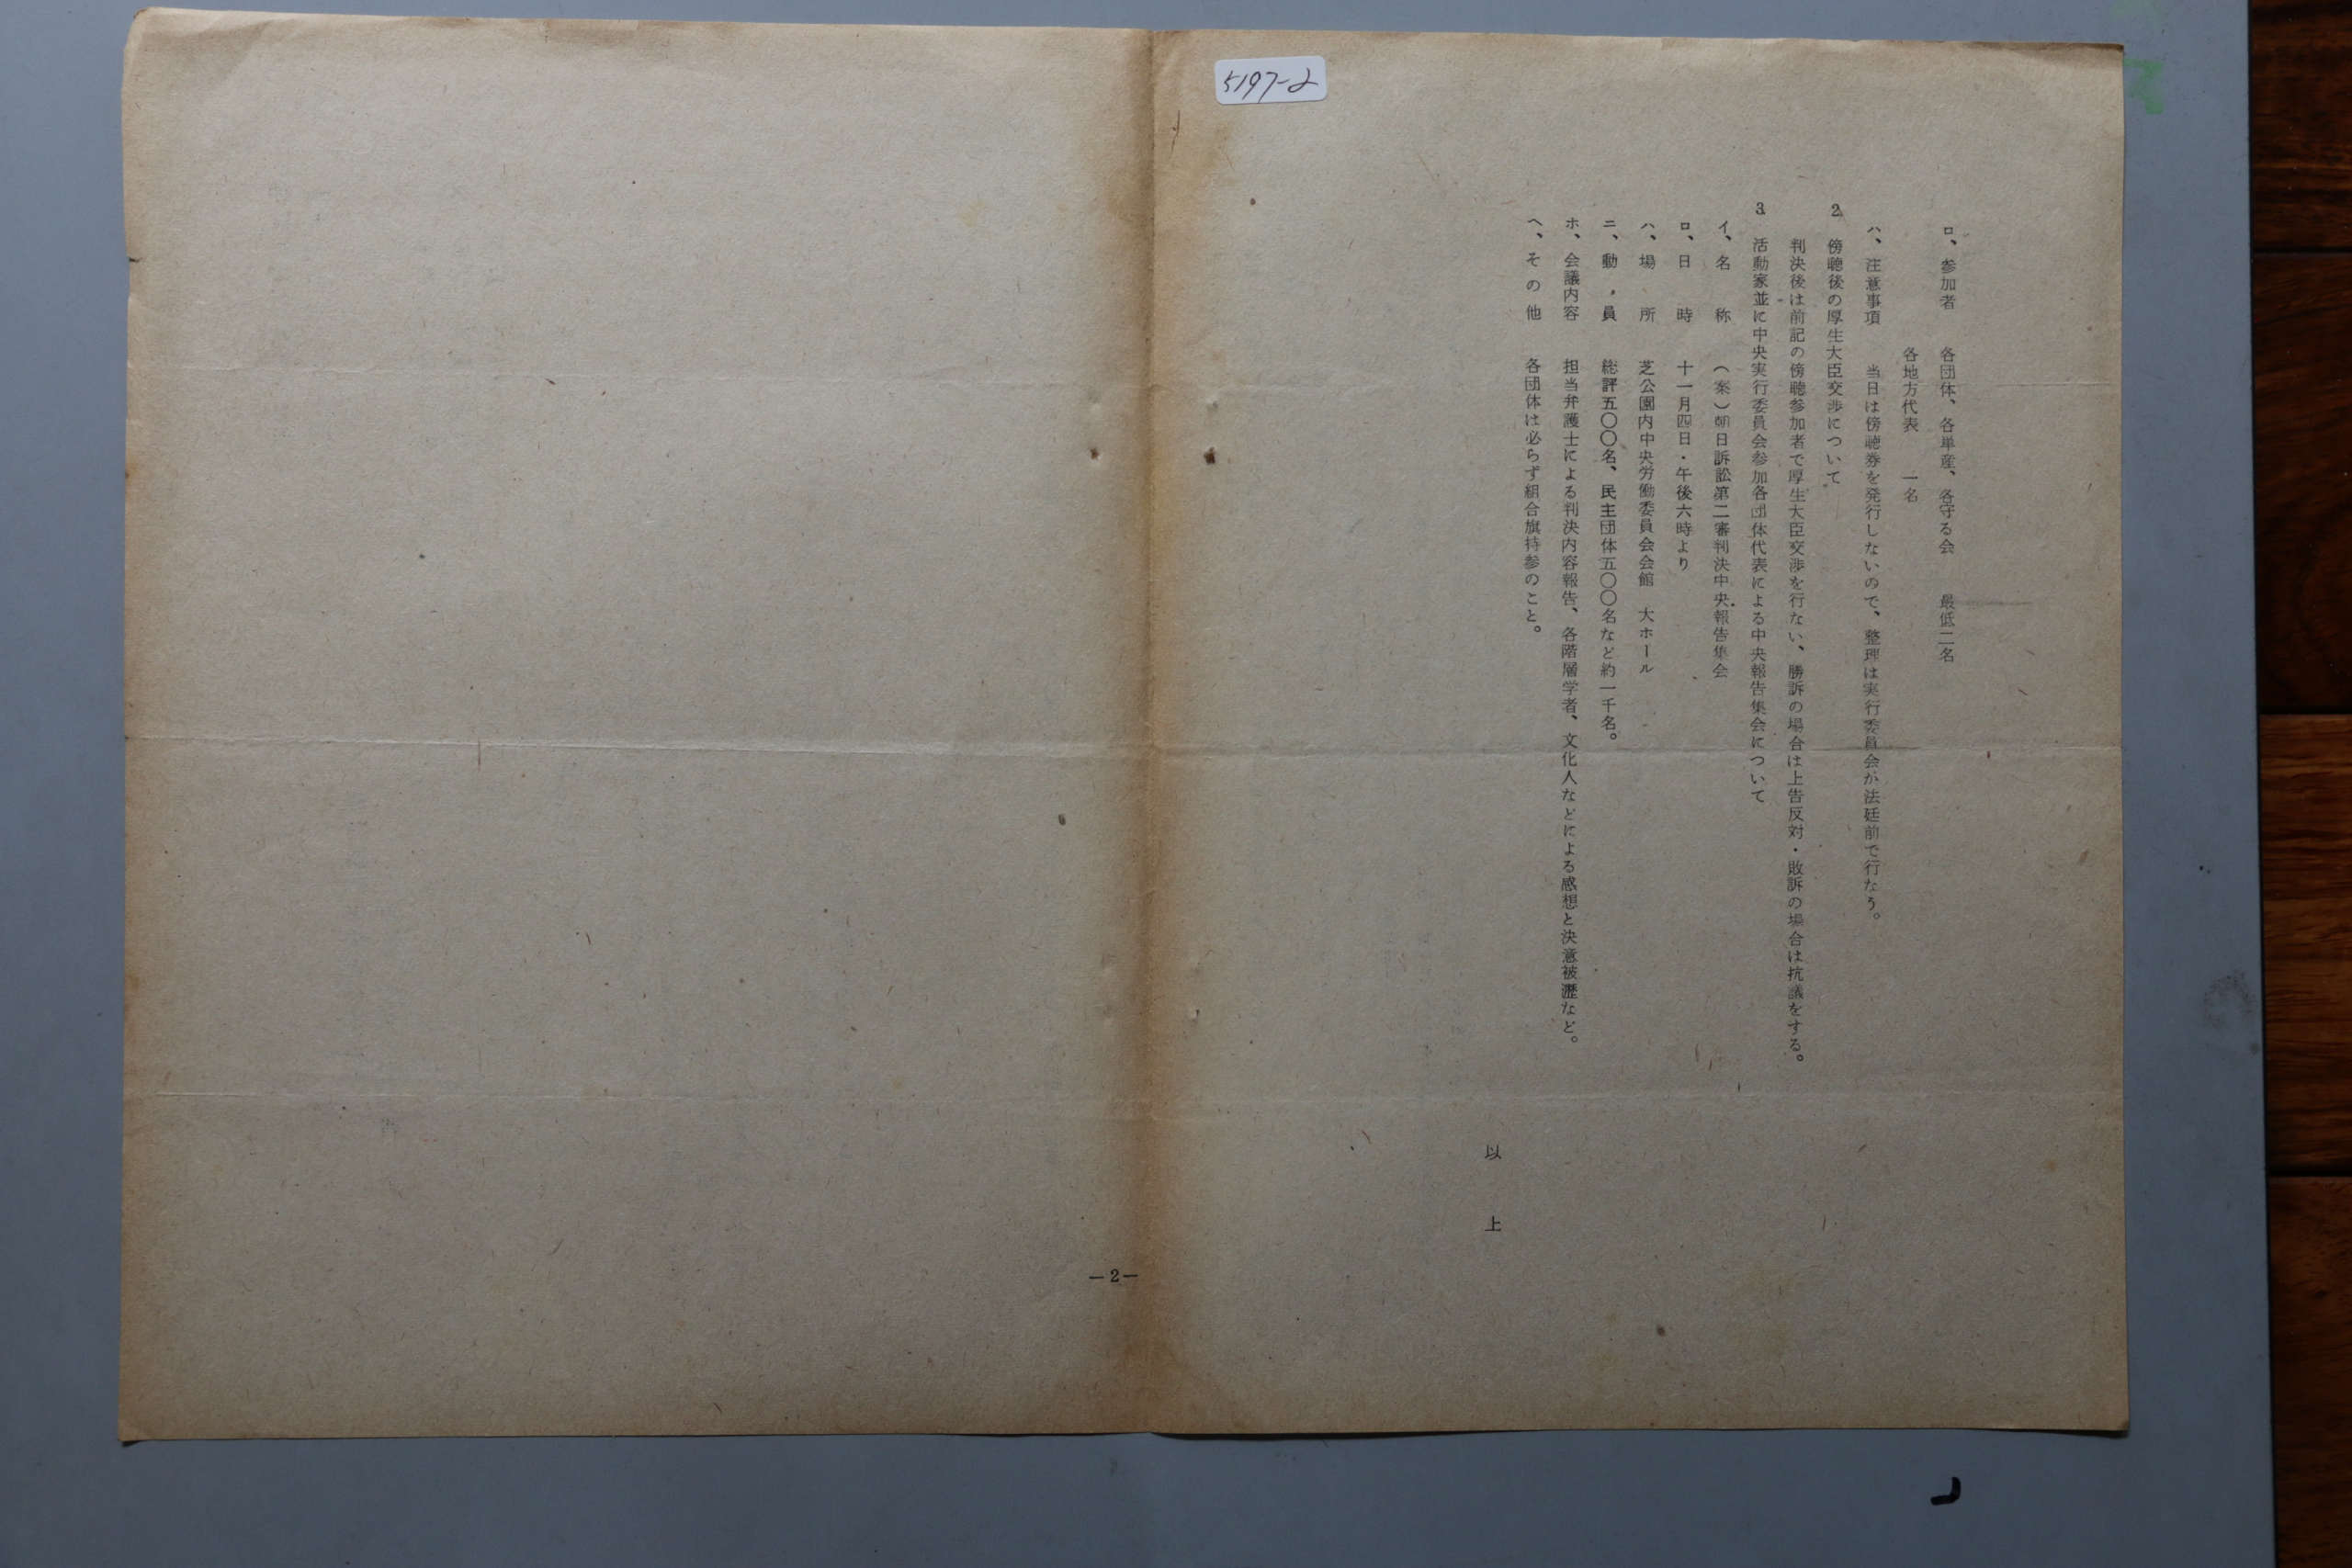 5197-2
ロ、参加者　各団体、各単産、各守る会　最低二名
各地方代表　一名
ハ、注意事項　当日は傍聴券を発行しないので、整理は実行委員会が法廷前で行なう。
2 傍聴後の厚生大臣交渉について
判決後は前記の傍聴参加者で厚生大臣交渉を行ない、勝訴の場合は上告反対・敗訴の場合は抗議をする。
3 活動家並に中央実行委員会参加各団体代表による中央報告集会について
イ、名　称　（案）朝日訴訟第二審判決中央報告集会
ロ、日　時　十一月四日・午後六時より
ハ、場　所　芝公園内中央労働委員会会館　大ホール
ニ、動　員　総評五〇〇名、民主団体五〇〇名など約一千名。
ホ、会議内容　担当弁護士による判決内容報告、各階層学者、文化人などによる感想と決意被瀝など。
ヘ、その他　各団体は必らず組合旗持参のこと。
以　上
―2―